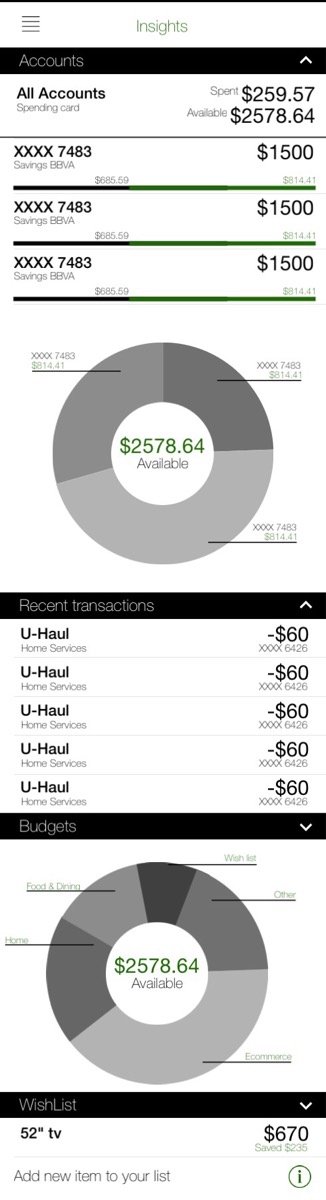 Insights
Accounts
All Accounts
Spending card
Spent $259.57
Available $2578.64
XXXX 7483 $1500
Savings BBVA
$685.59 $814.41
XXXX 7483 $1500
Savings BBVA
$685.59 $814.41
XXXX 7483 $1500
Savings BBVA
$685.59 $814.41
XXXX 7483
$814.41
XXXX 7483
$814.41
$2578.64
Available
XXXX 7483
$814.41
Recent transactions
U-Haul -$60
Home Services XXXX 6426
U-Haul -$60
Home Services XXXX 6426
U-Haul -$60
Home Services XXXX 6426
U-Haul -$60
Home Services XXXX 6426
U-Haul -$60
Home Services XXXX 6426
Budgets
Wish list
Food & Dining
Other
Home
$2578.64
Available
Ecommerce
WishList
52" tv $670
Saved $235
Add new item to your list i